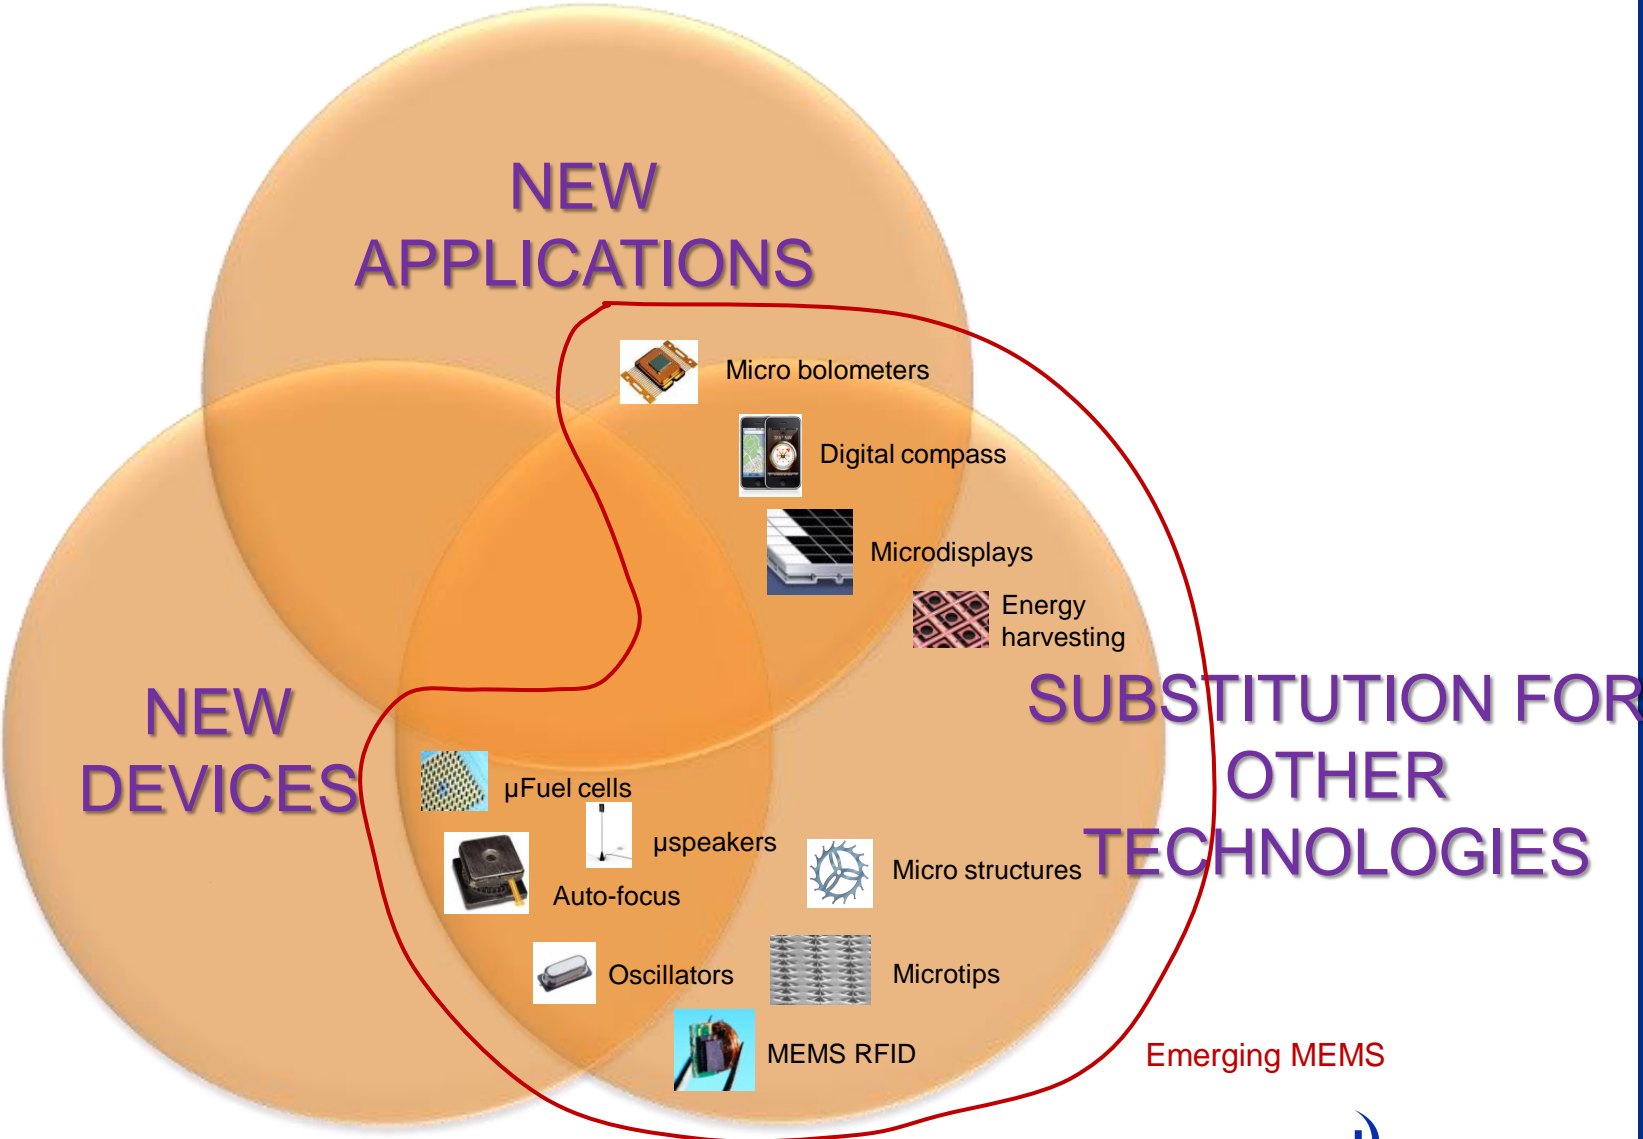 NEW
APPLICATIONS
Micro bolometers
Digital compass
Microdisplays
Energy
harvesting
NEW
DEVICES
SUBSTITUTION FOR
OTHER
TECHNOLOGIES
µFuel cells
µspeakers
Auto-focus
Micro structures
Oscillators
Microtips
MEMS RFID
Emerging MEMS